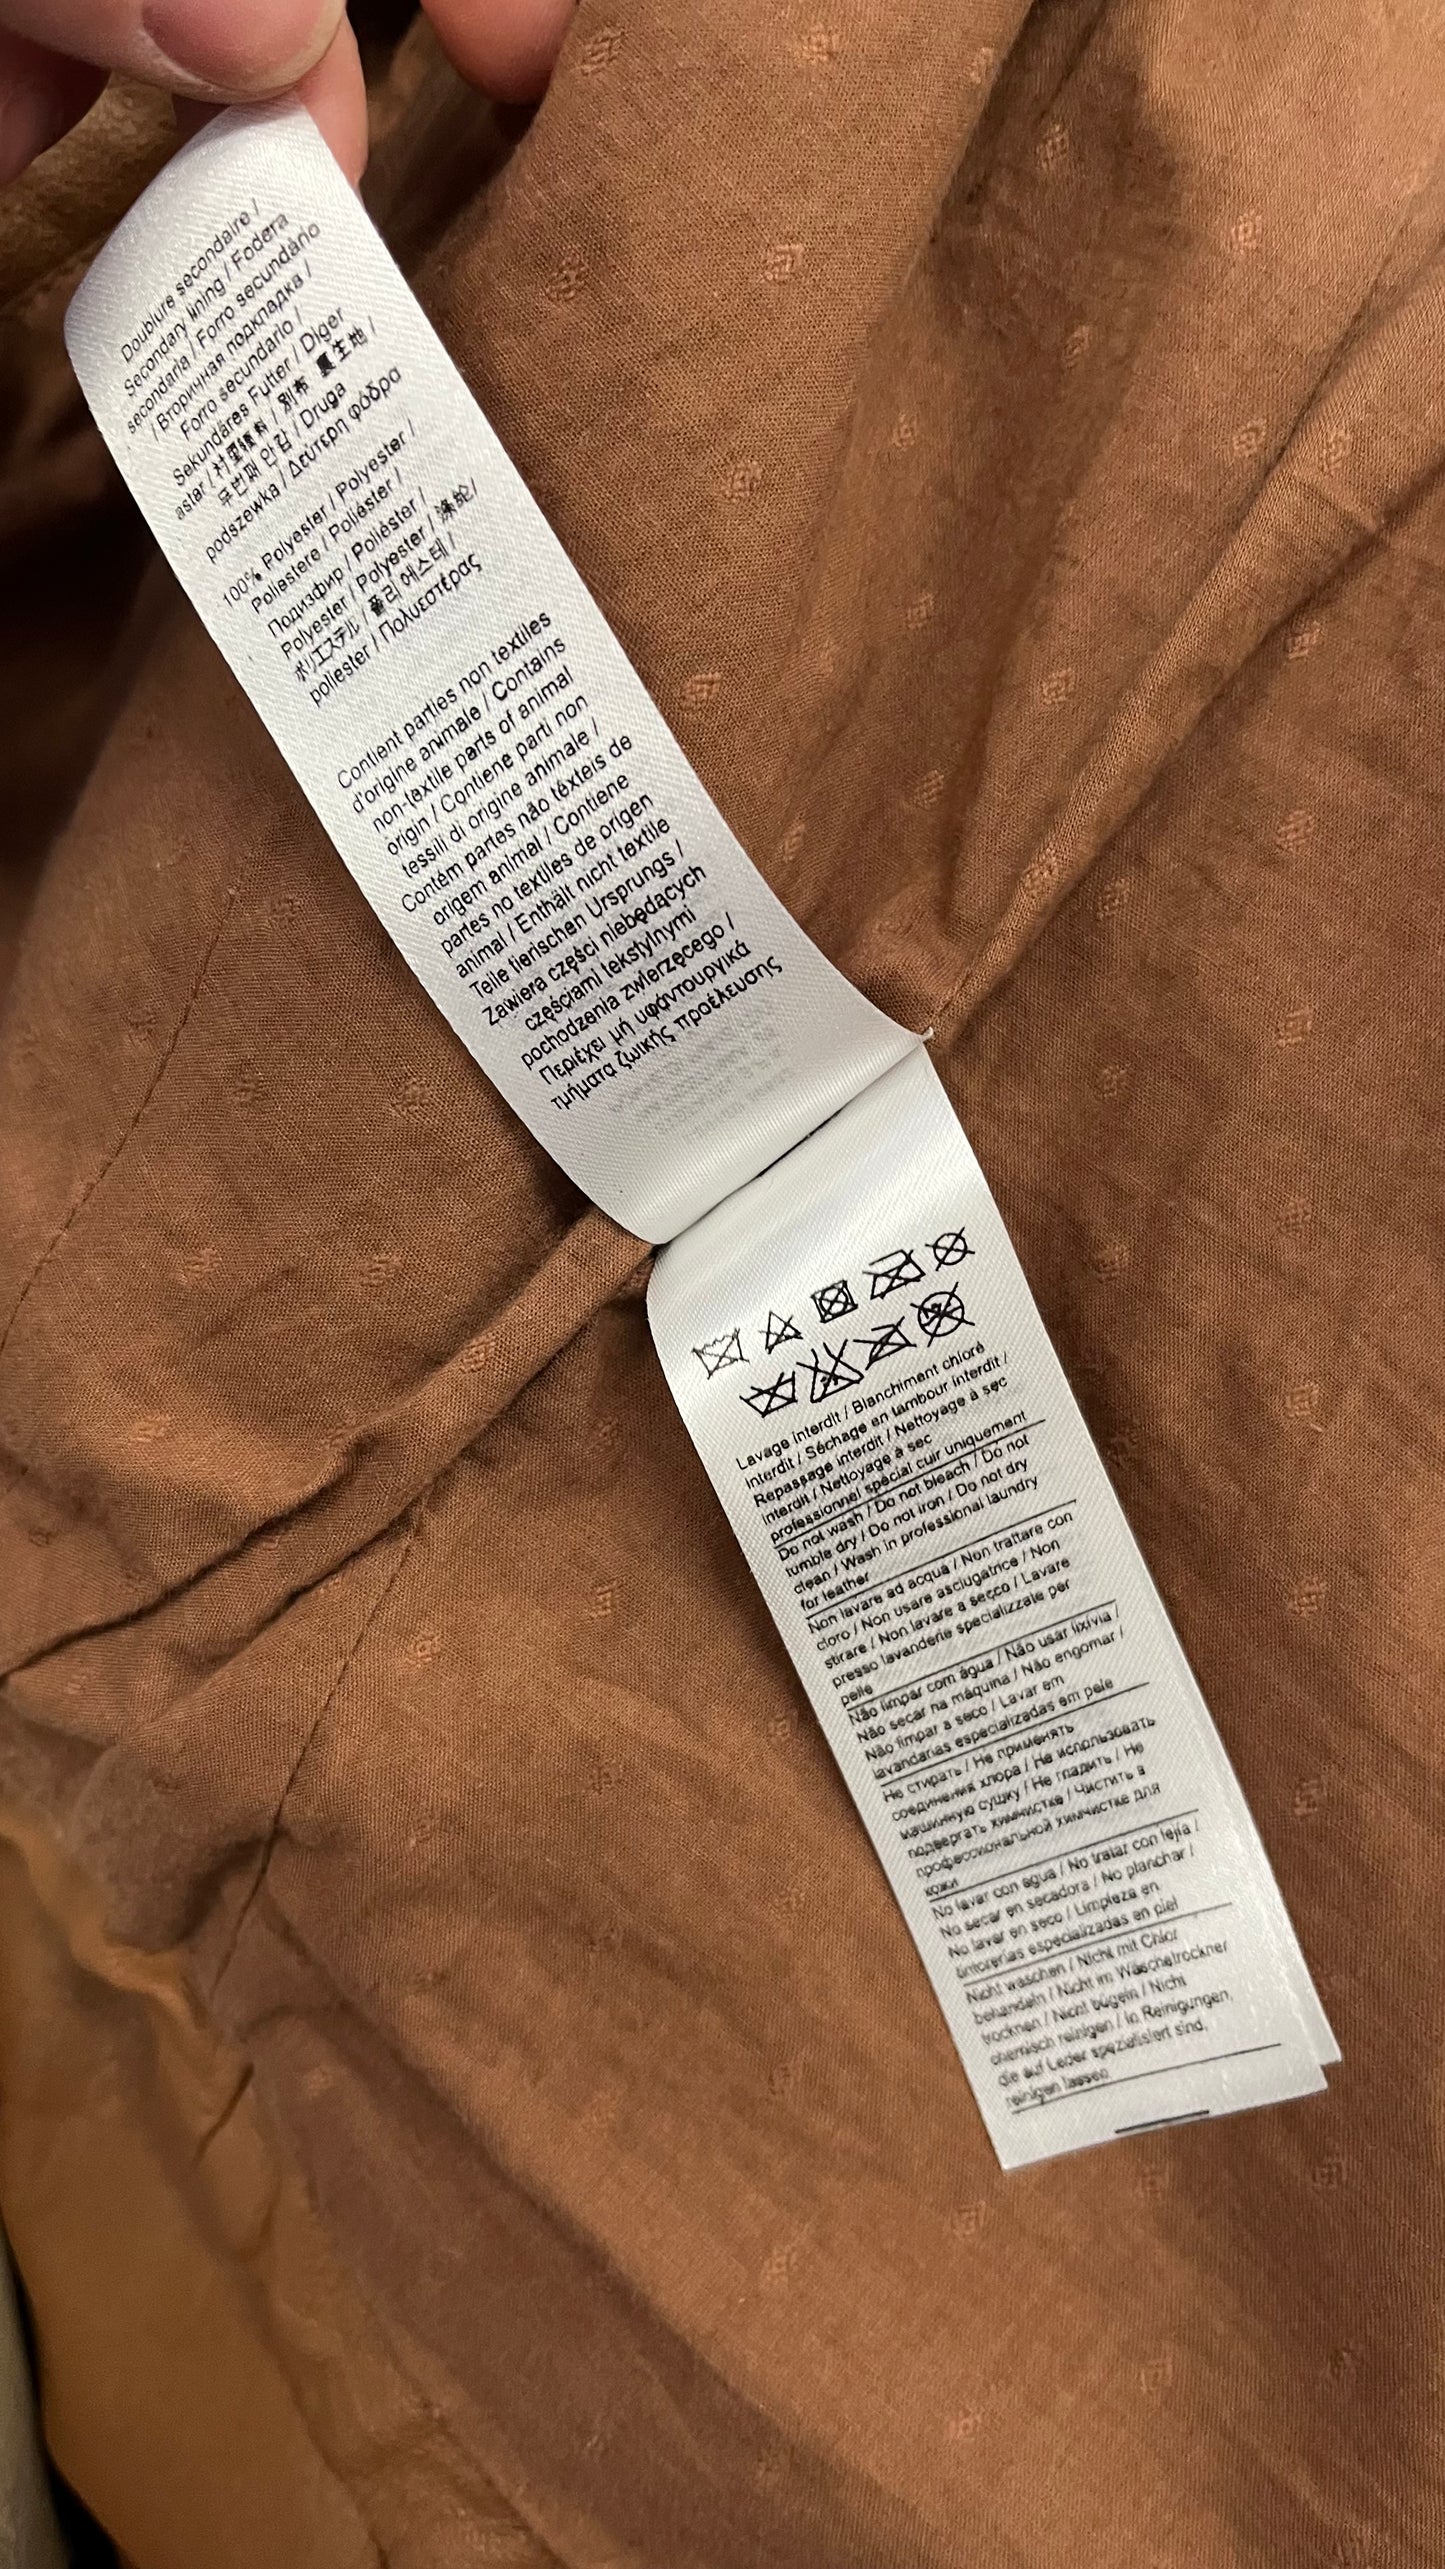 Doublure secondaire /
Secondary lining / Fodera
secondaria / Forro secundário
/ Вторичная подкладка /
Forro secundario /
Sekundäres Futter / Diger
astar / 衬里辅料 / 別布 裏生地 /
두번째 안감 / Druga
podszewka / Δεύτερη φόδρα
100% Polyester / Polyester /
Poliestere / Poliéster /
Подизфир / Poliéster /
Polyester / Polyester / 涤纶 /
ポリエステル / 폴리 에스테 /
poliester / Πολυεστέρας
Contient parties non textiles
d'origine animale / Contains
non-textile parts of animal
origin / Contiene parti non
tessili di origine animale /
Contém partes não têxteis de
origem animal / Contiene
partes no textiles de origen
animal / Enthält nicht textile
Teile tierischen Ursprungs /
Zawiera części niebędących
częściami tekstylnymi
pochodzenia zwierzęcego /
Περιέχει μή υφάντουργικά
τμήματα ζωικής προέλευσης
Lavage interdit / Blanchiment chloré
interdit / Séchage en tambour interdit /
Repassage interdit / Nettoyage à sec
interdit / Nettoyage à sec
professionnel spécial cuir uniquement
Do not wash / Do not bleach / Do not
tumble dry / Do not iron / Do not dry
clean / Wash in professional laundry
for leather
Non lavare ad acqua / Non trattare con
cloro / Non usare asciugatrice / Non
stirare / Non lavare a secco / Lavare
presso lavanderie specializzate per
pelle
Não limpar com água / Não usar lixívia /
Não secar na máquina / Não engomar /
Não limpar a seco / Lavar em
lavandarias especializadas em pele
Не стирать / Не применять
соединения хлора / Не использовать
машинную сушку / Не гладить / Не
подвергать химчистке / Чистить в
профессиональной химчистке для
кожи
No lavar con agua / No tratar con lejía /
No secar en secadora / No planchar /
No lavar en seco / Limpieza en
tintorerías especializadas en piel
Nicht waschen / Nicht mit Chlor
behandeln / Nicht im Wäschetrockner
trocknen / Nicht bügeln / Nicht
chemisch reinigen / In Reinigungen,
die auf Leder spezialisiert sind,
reinigen lassen